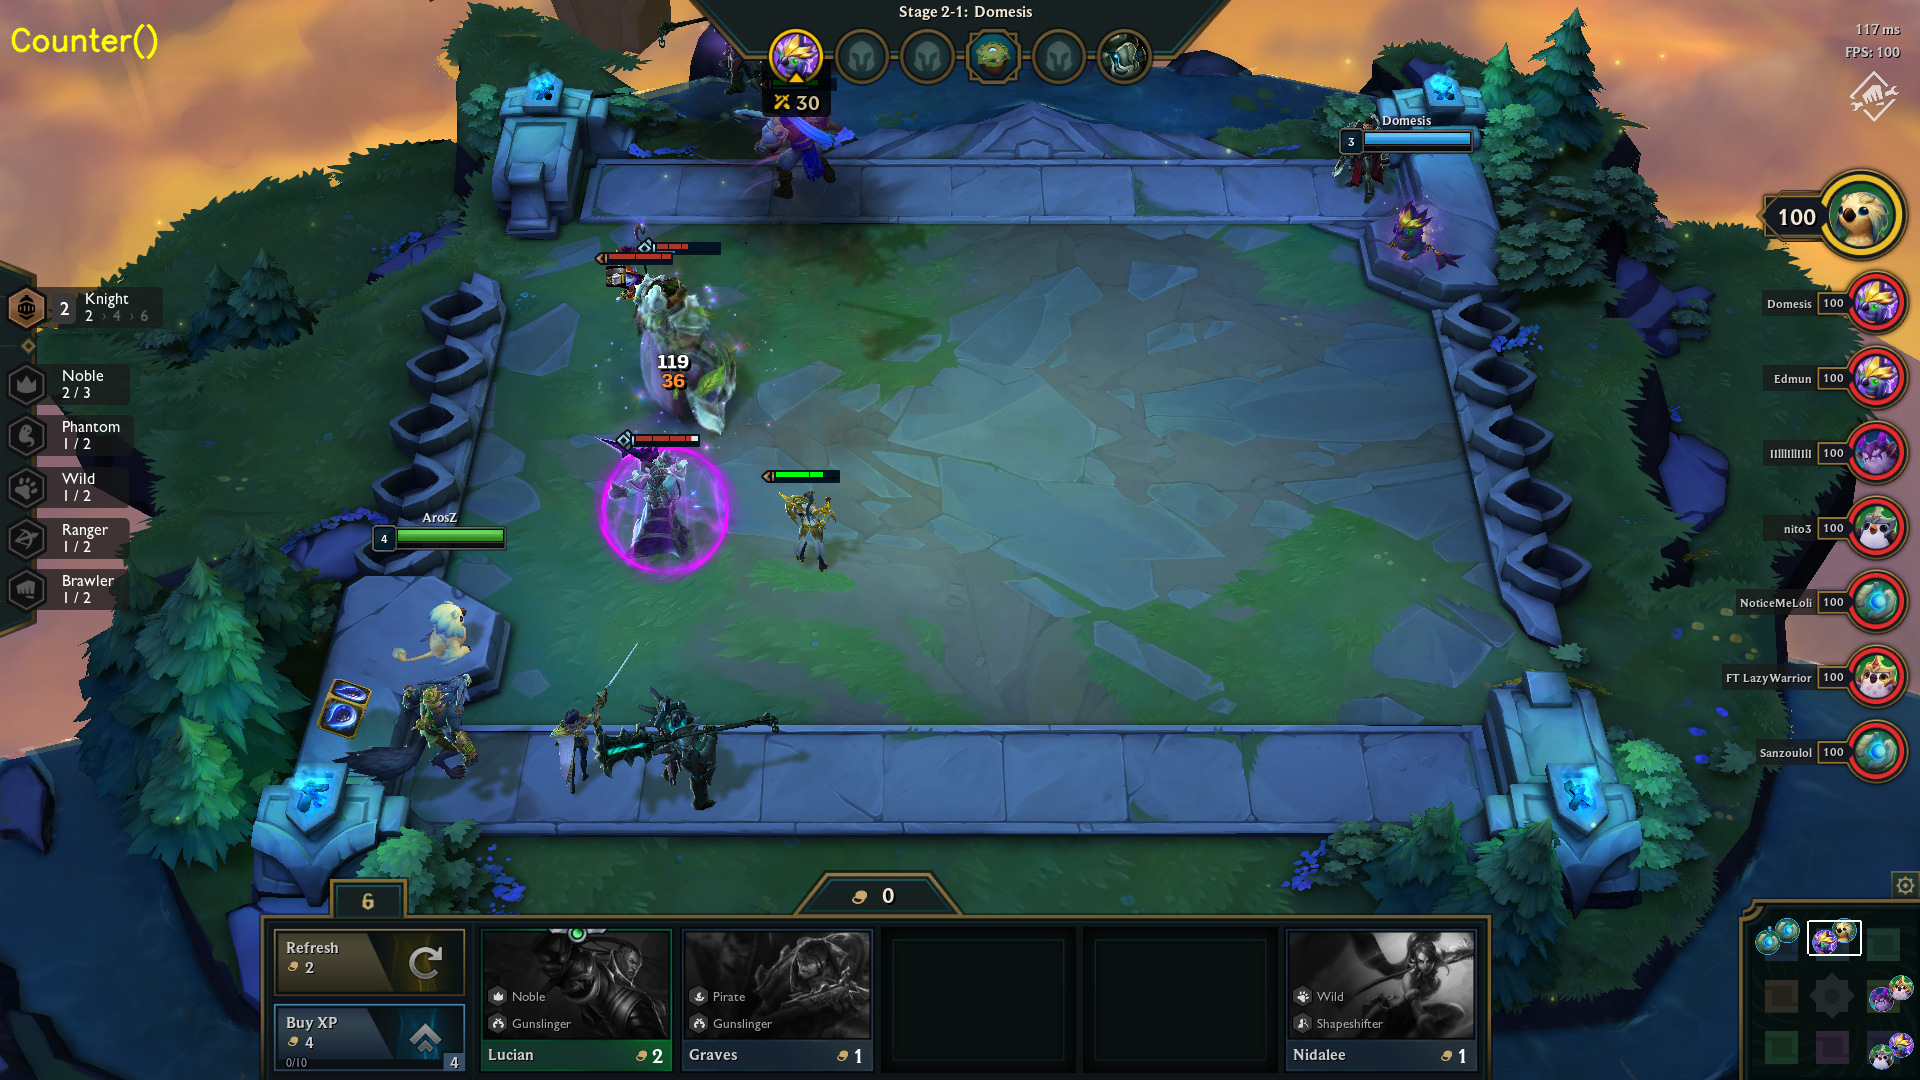 Counter()
Stage 2-1: Domesis
30
117 ms
FPS: 100
Domesis
3
100
Domesis 100
Edmun 100
IIIIIIIIIIII 100
nito3 100
NoticeMeLoli 100
FT LazyWarrior 100
Sanzoulol 100
2 Knight
2 › 4 › 6
Noble
2 / 3
Phantom
1 / 2
Wild
1 / 2
Ranger
1 / 2
Brawler
1 / 2
119
36
ArosZ
4
6
0
Refresh
2
Buy XP
4
0/10
4
Noble
Gunslinger
Lucian 2
Pirate
Gunslinger
Graves 1
Wild
Shapeshifter
Nidalee 1